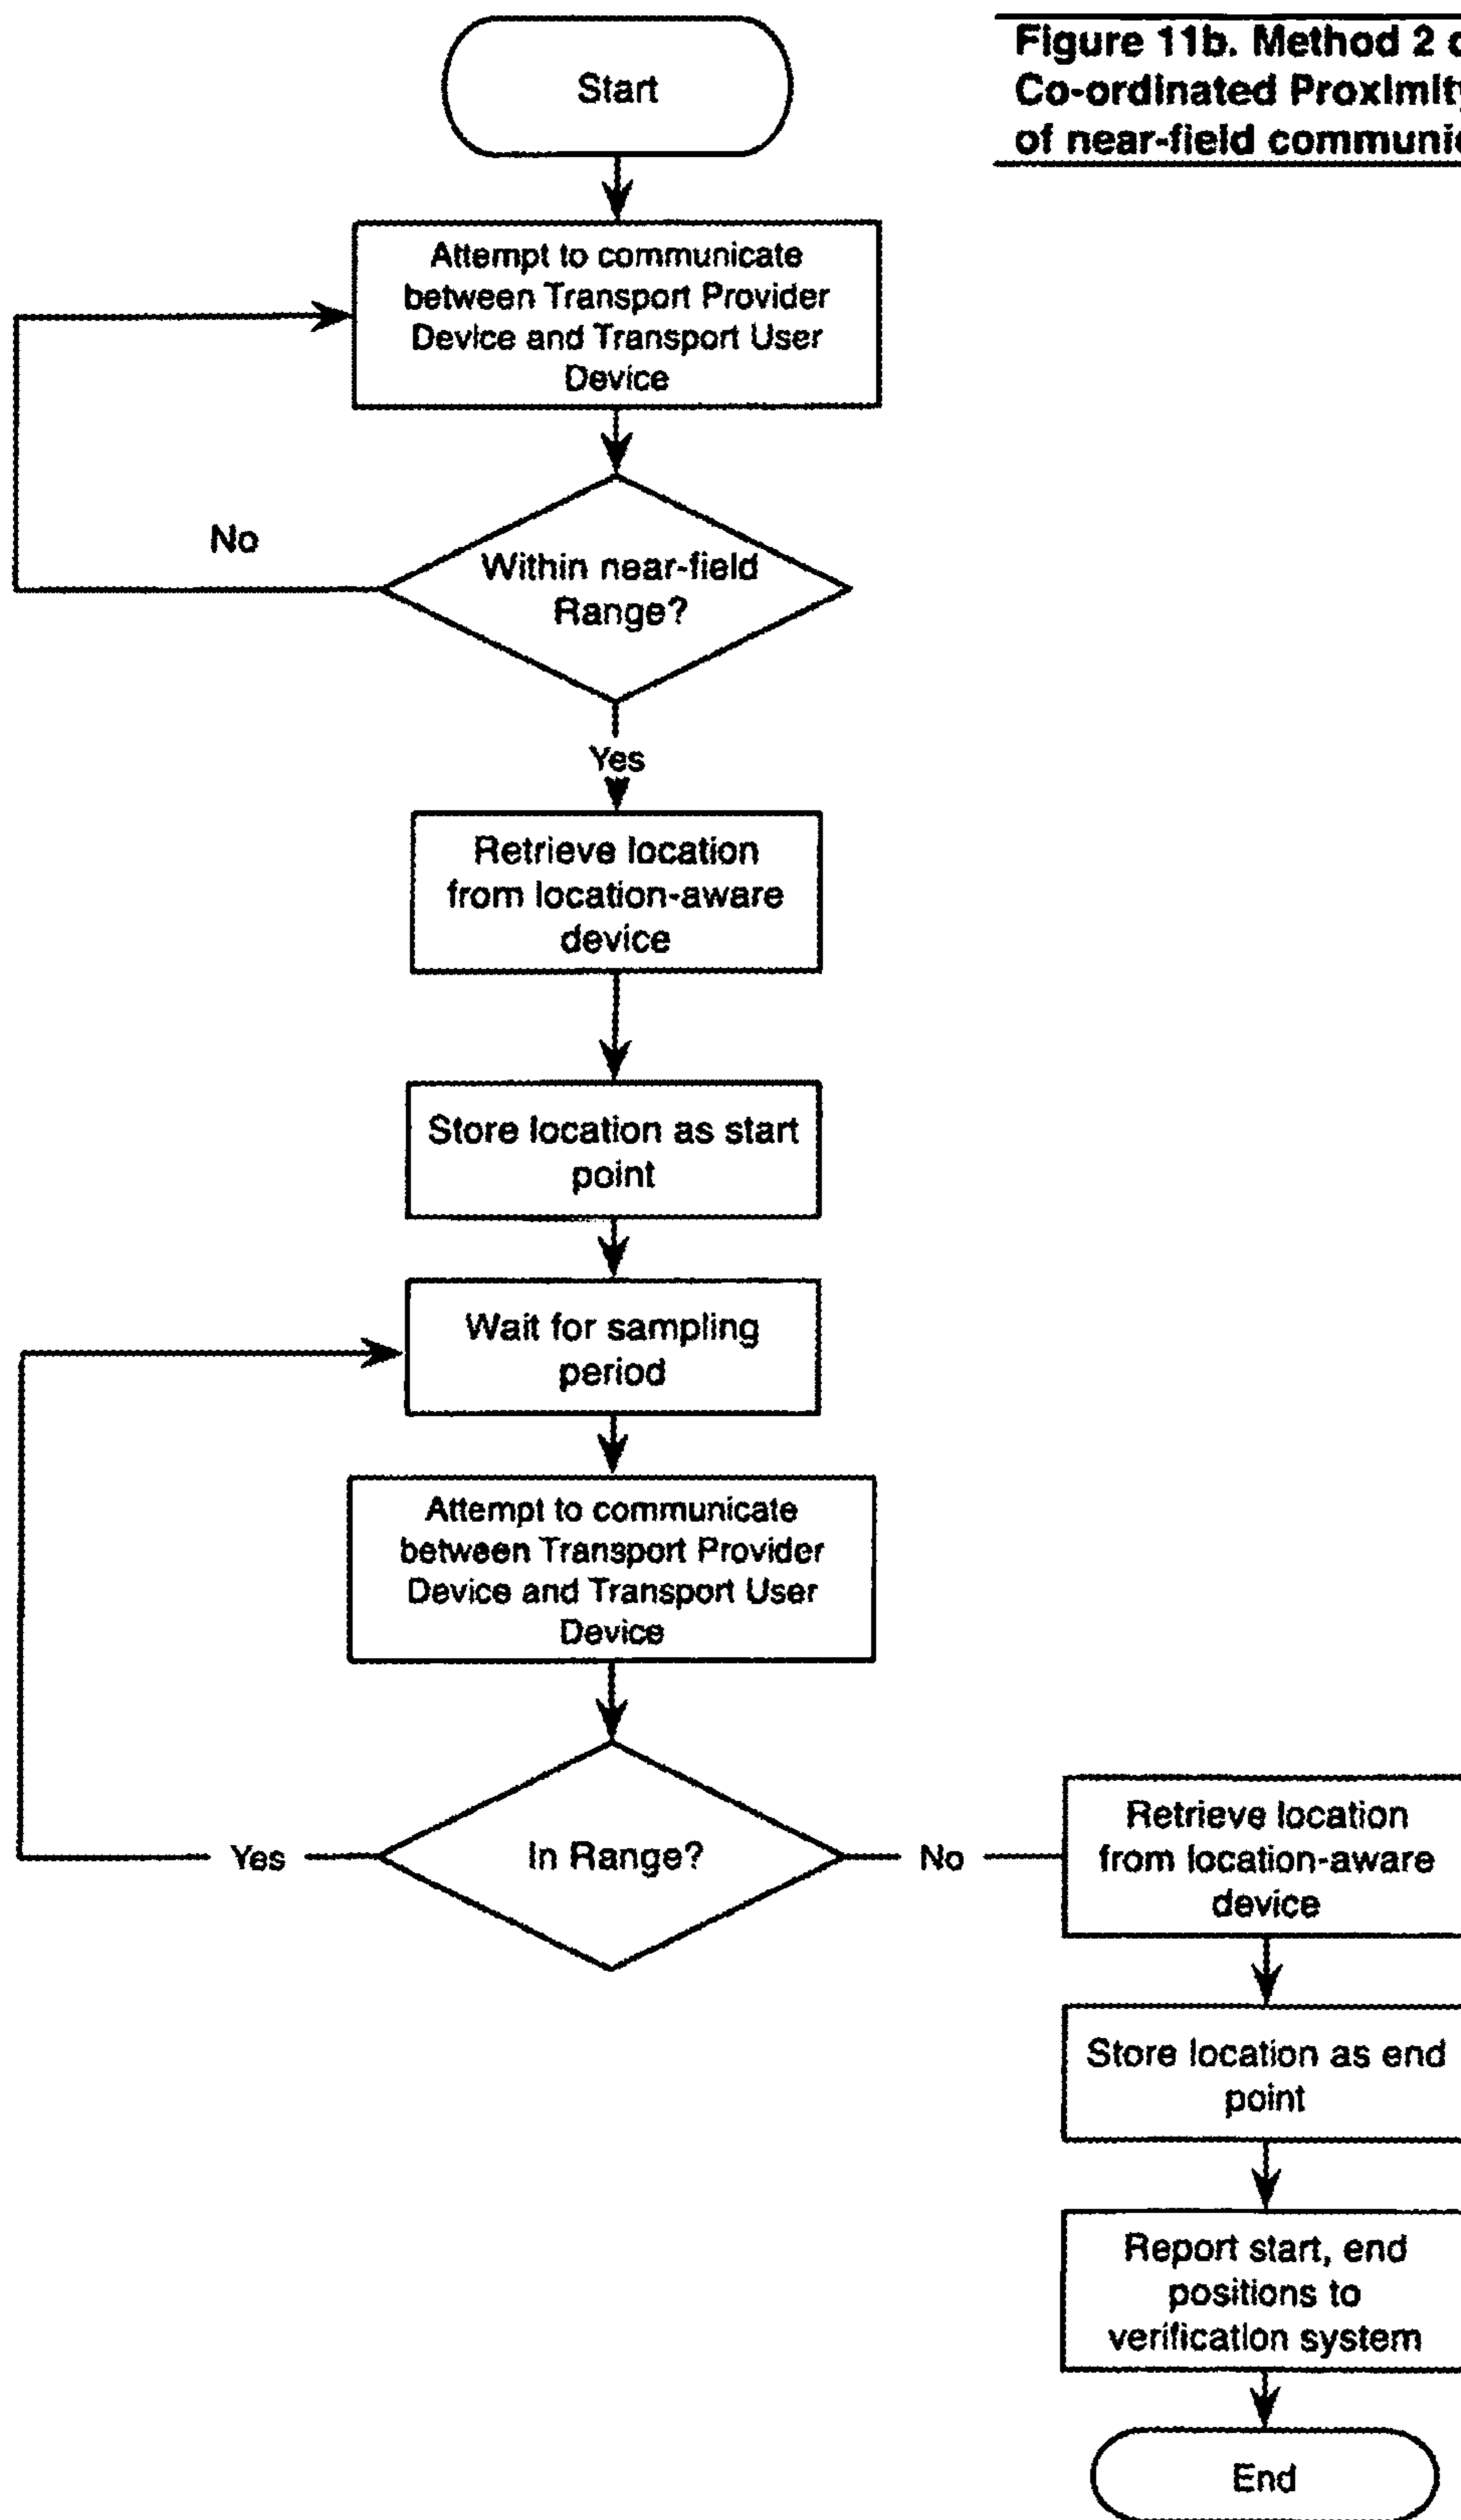 Start
Figure 11b. Method 2
Co-ordinated Proximity
of near-field
Attempt to communicate
between Transport Provider
Device and Transport User
Device
No
Within near-field
Range?
Yes
Retrieve location
from location-aware
device
Store location as start
point
Wait for sampling
period
Attempt to communicate
between Transport Provider
Device and Transport User
Device
Yes
In Range?
No
Retrieve location
from location-aware
device
Store location as end
point
Report start, end
positions to
verification system
End